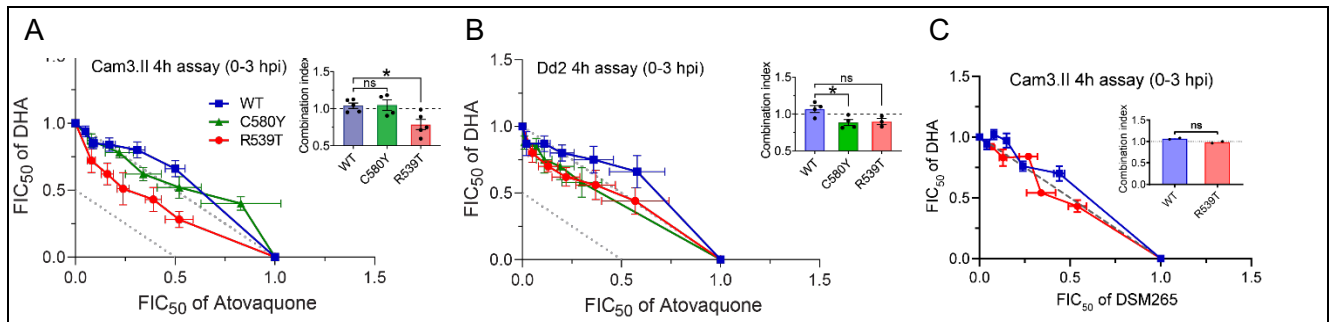 A
Cam3.II 4h assay (0-3 hpi)
WT
C580Y
R539T
FIC50 of DHA
1.0
0.5
0.0
0.0
0.5
1.0
1.5
FIC50 of Atovaquone
Combination index
1.5
1.0
0.5
ns
*
WT
C580Y
R539T
B
Dd2 4h assay (0-3 hpi)
FIC50 of DHA
1.5
1.0
0.5
0.0
0.0
0.5
1.0
1.5
FIC50 of Atovaquone
Combination index
1.5
1.0
0.5
ns
*
WT
C580Y
R539T
C
Cam3.II 4h assay (0-3 hpi)
FIC50 of DHA
1.5
1.0
0.5
0.0
0.0
0.5
1.0
1.5
FIC50 of DSM265
Combination index
1.5
1.0
0.5
0.0
ns
WT
R539T